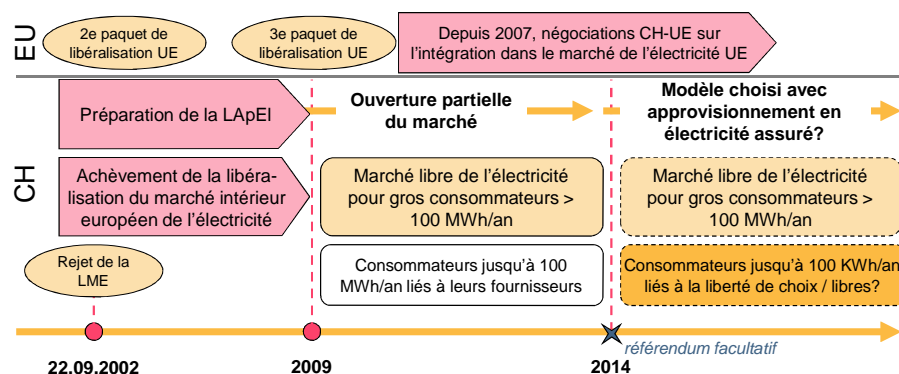 EU
2e paquet de
libéralisation UE
3e paquet de
libéralisation UE
Depuis 2007, négociations CH-UE sur
l'intégration dans le marché de l'électricité UE
CH
Préparation de la LApEl
Ouverture partielle
du marché
Modèle choisi avec
approvisionnement en
électricité assuré?
Achèvement de la libéra-
lisation du marché intérieur
européen de l'électricité
Marché libre de l'électricité
pour gros consommateurs >
100 MWh/an
Marché libre de l'électricité
pour gros consommateurs >
100 MWh/an
Rejet de la
LME
Consommateurs jusqu'à 100
MWh/an liés à leurs fournisseurs
Consommateurs jusqu'à 100 KWh/an
liés à la liberté de choix / libres?
référendum facultatif
22.09.2002
2009
2014